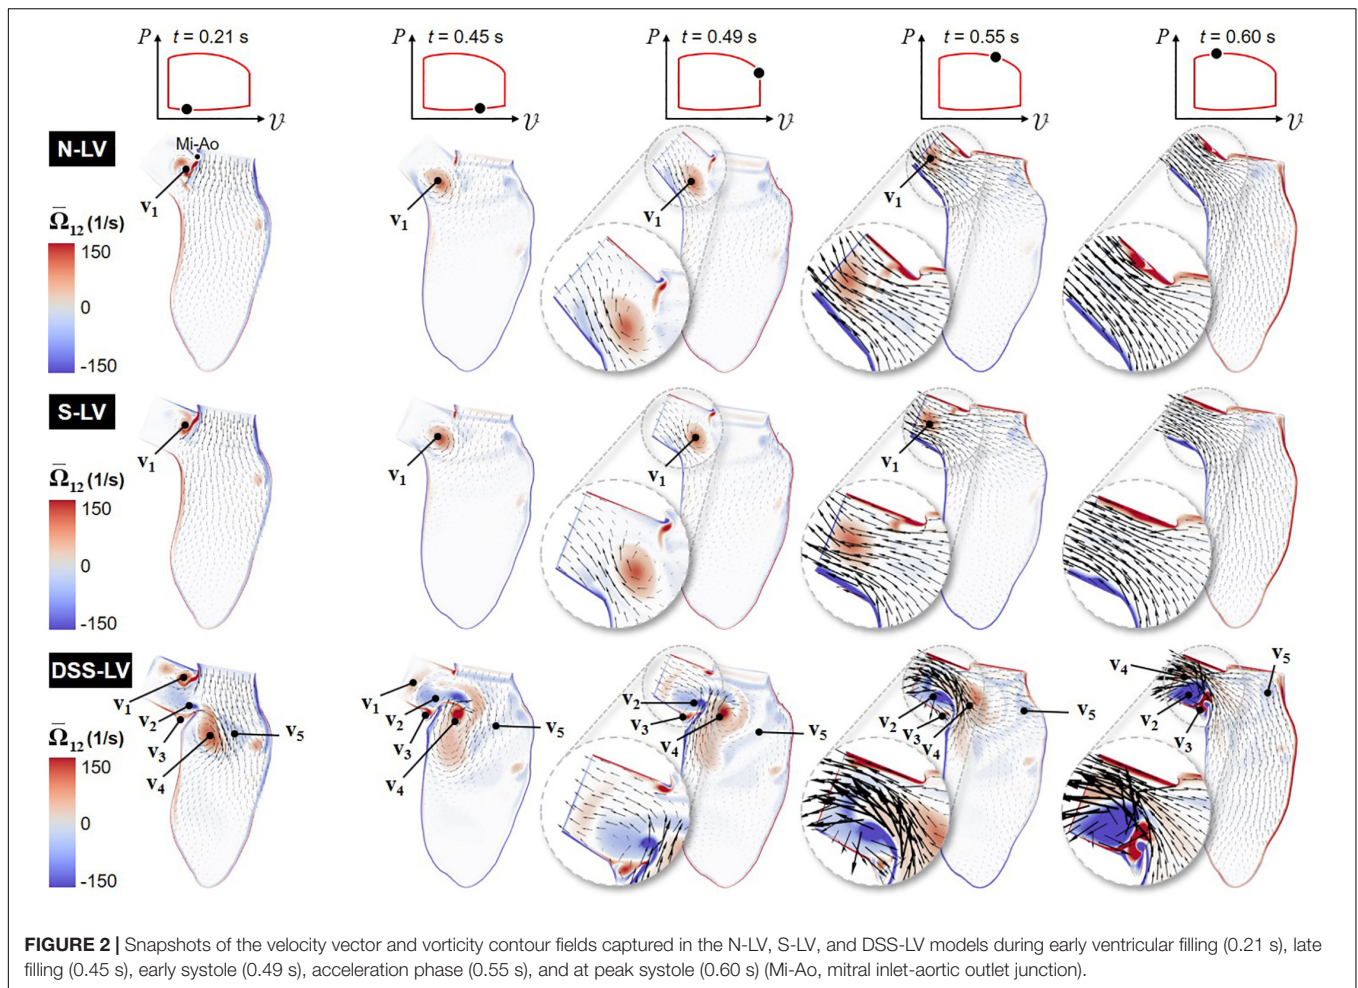 P t = 0.21 s
V
P t = 0.45 s
V
P t = 0.49 s
V
P t = 0.55 s
V
P t = 0.60 s
V
N-LV
Mi-Ao
v1
v1
v1
v1
Ω̅12 (1/s)
150
0
-150
S-LV
v1
v1
v1
v1
Ω̅12 (1/s)
150
0
-150
DSS-LV
v1
v2
v3
v4
v5
v1
v2
v3
v4
v5
v2
v3
v4
v5
v2
v3
v4
v5
v4
v5
v2
v3
Ω̅12 (1/s)
150
0
-150
FIGURE 2 | Snapshots of the velocity vector and vorticity contour fields captured in the N-LV, S-LV, and DSS-LV models during early ventricular filling (0.21 s), late
filling (0.45 s), early systole (0.49 s), acceleration phase (0.55 s), and at peak systole (0.60 s) (Mi-Ao, mitral inlet-aortic outlet junction).